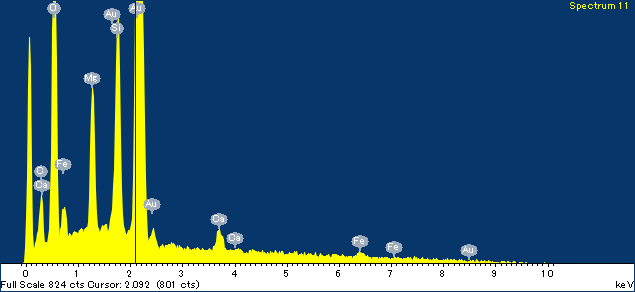 Spectrum 11
O Au Au
Si
Mg
Fe
C
Ca
Au
Ca
Ca
Fe
Fe
Au
0 1 2 3 4 5 6 7 8 9 10
Full Scale 824 cts Cursor: 2.092 (801 cts) keV